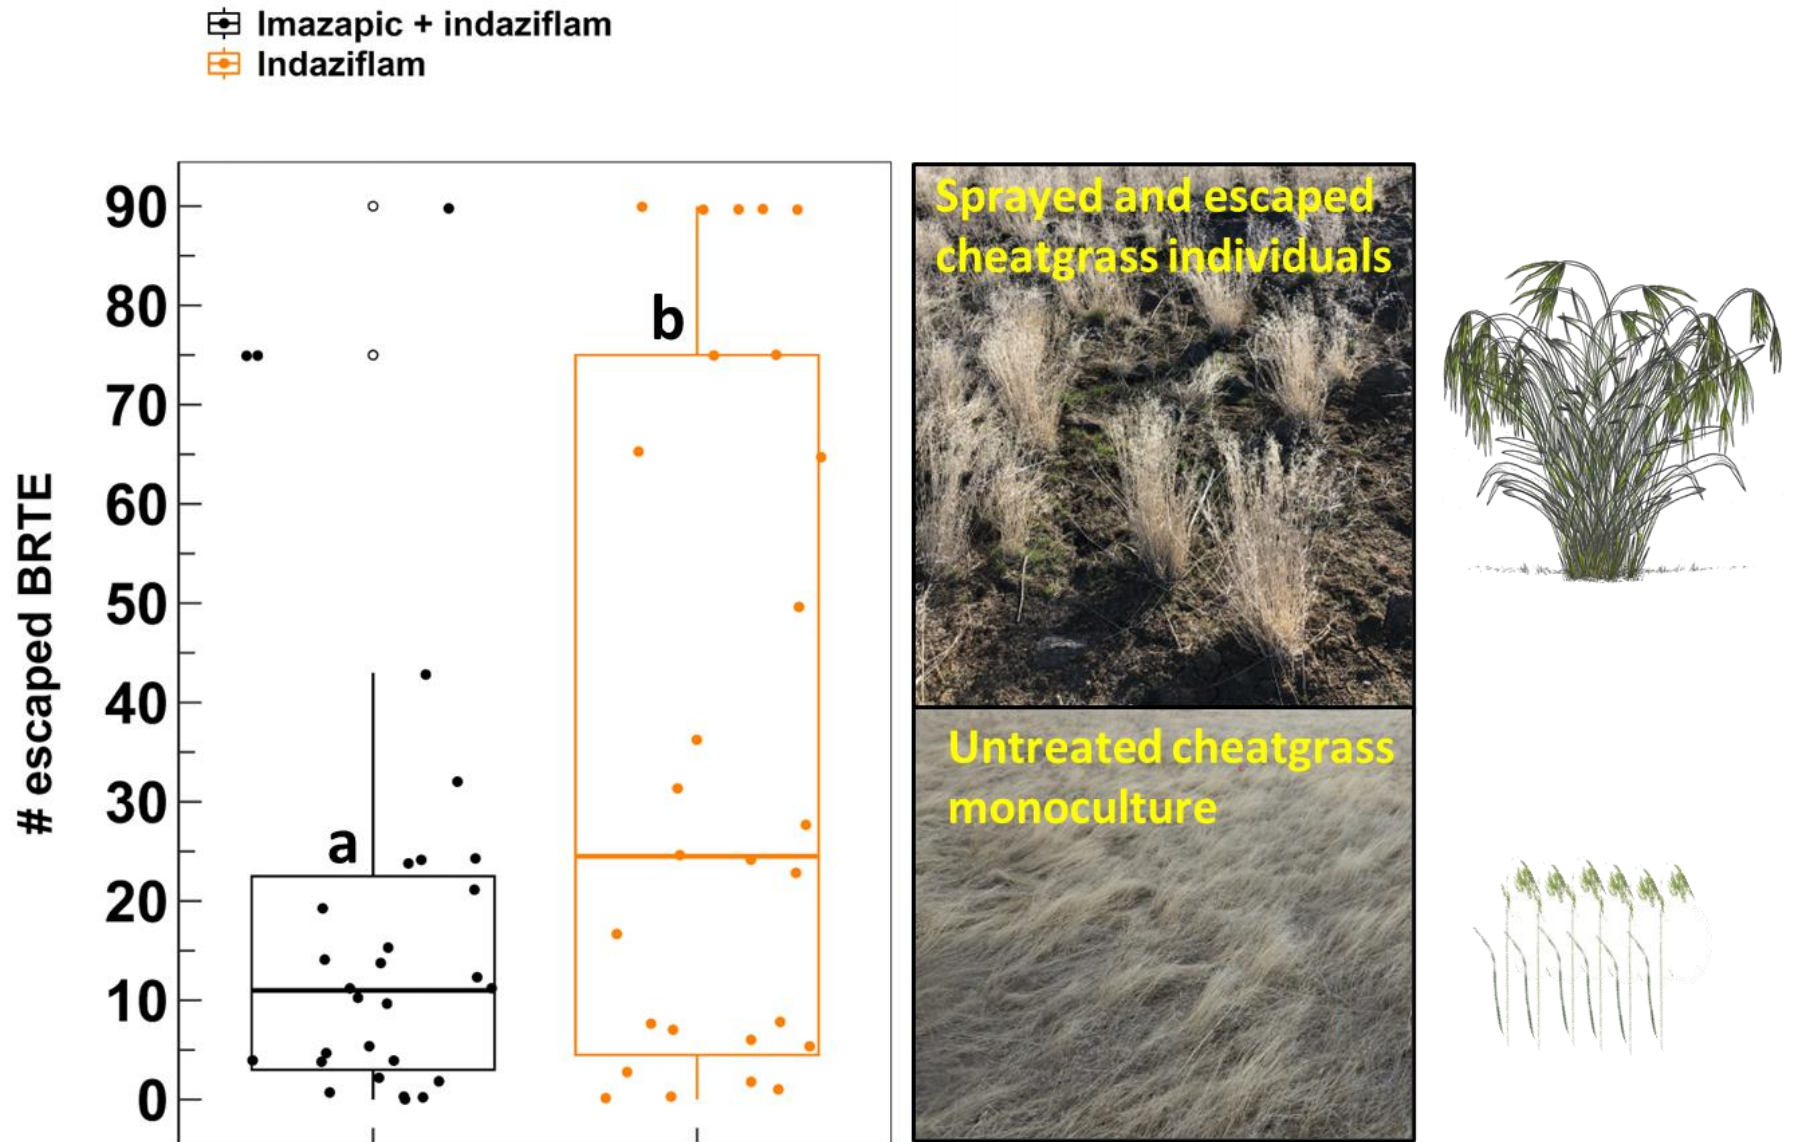 Imazapic + indaziflam
Indaziflam
# escaped BRTE
90
80
70
60
50
40
30
20
10
0
a
b
Sprayed and escaped
cheatgrass individuals
Untreated cheatgrass
monoculture